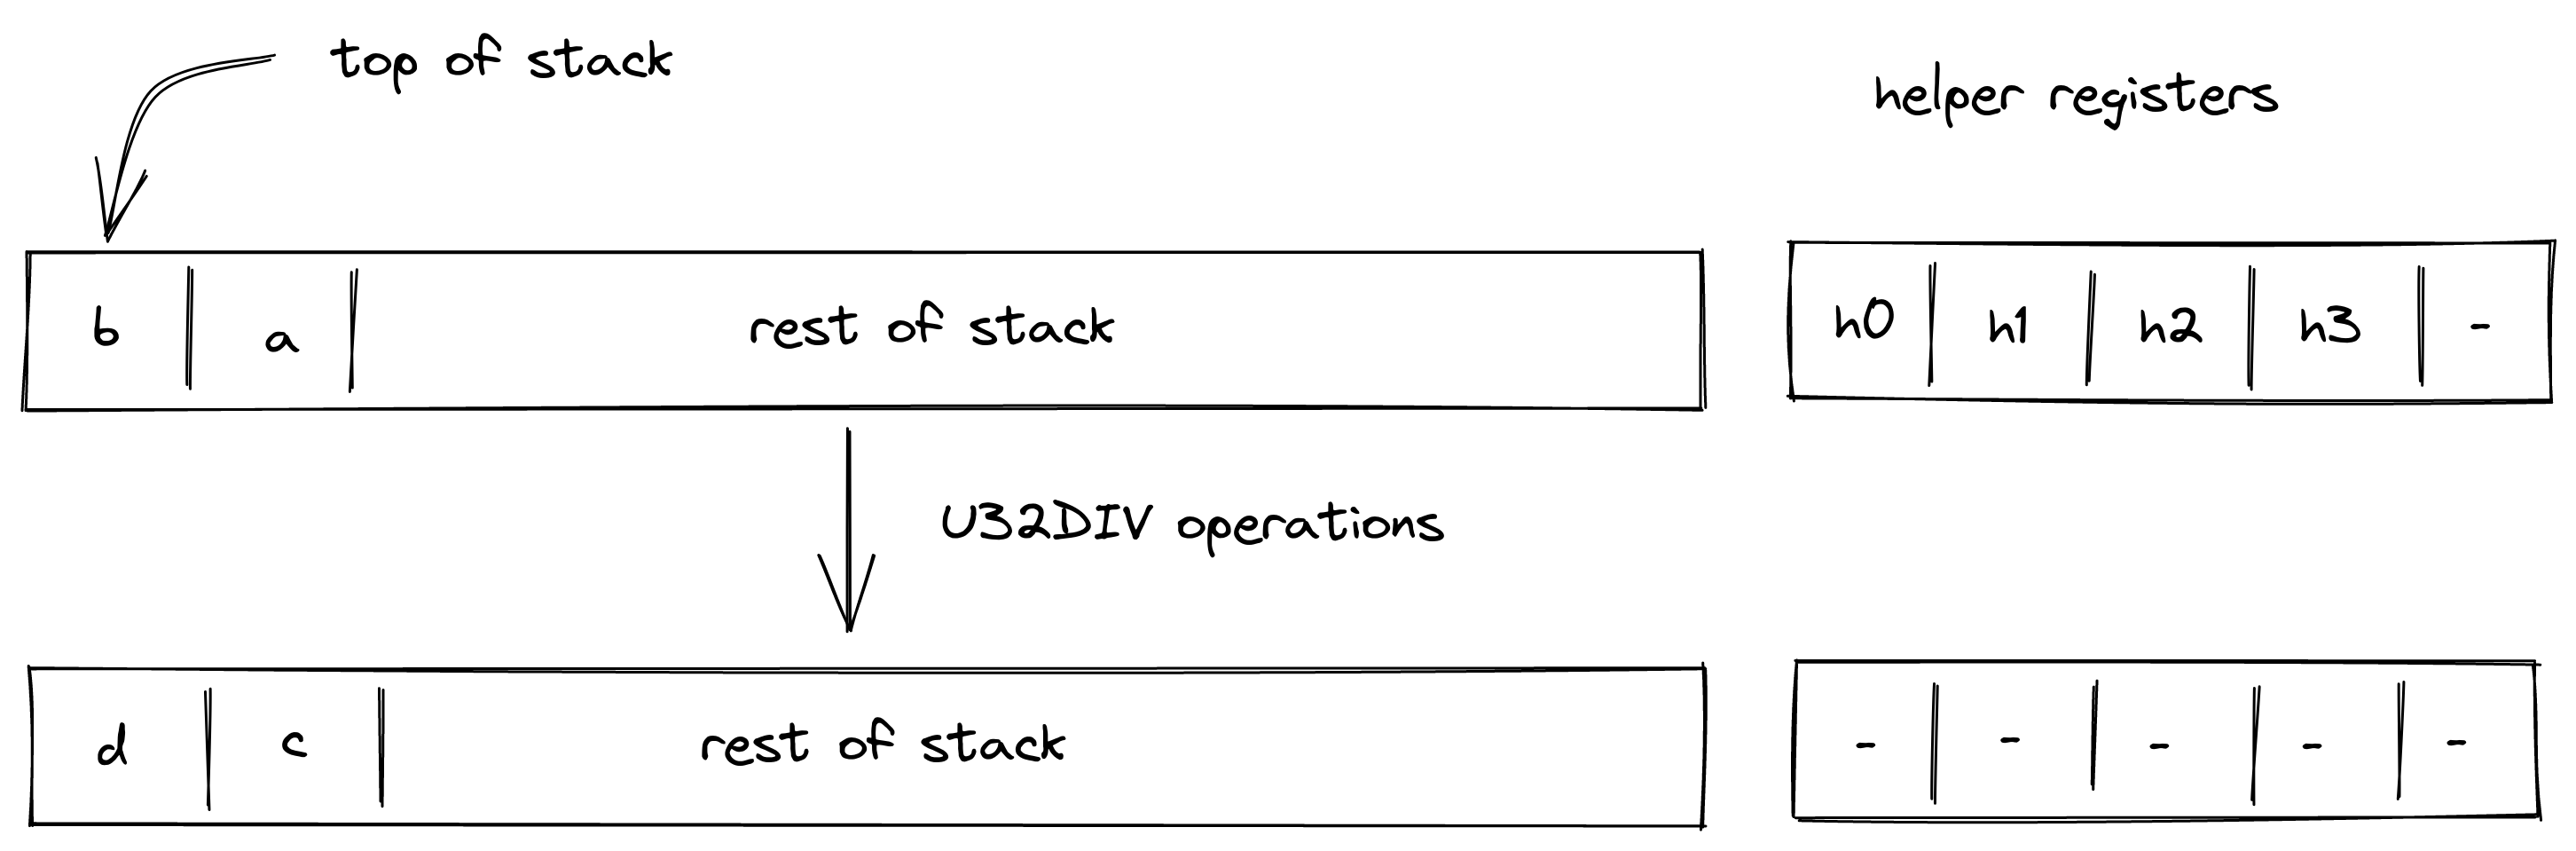 top of stack
helper registers
b a rest of stack
h0 h1 h2 h3 -
U32DIV operations
d c rest of stack
- - - - -